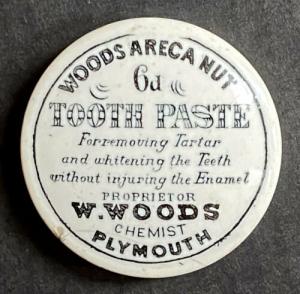 WOODS ARECA NUT
6d
TOOTH PASTE
For removing Tartar
and whitening the Teeth
without injuring the Enamel
PROPRIETOR
W. WOODS
CHEMIST
PLYMOUTH